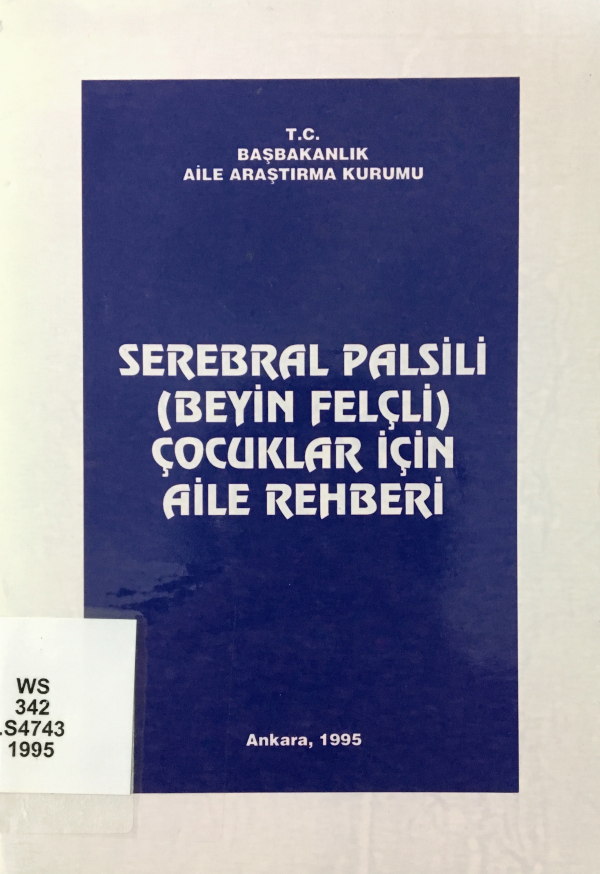 T.C.
BAŞBAKANLIK
AİLE ARAŞTIRMA KURUMU
SEREBRAL PALSİLİ
(BEYİN FELÇLİ)
ÇOCUKLAR İÇİN
AİLE REHBERİ
Ankara, 1995
WS
342
.S4743
1995